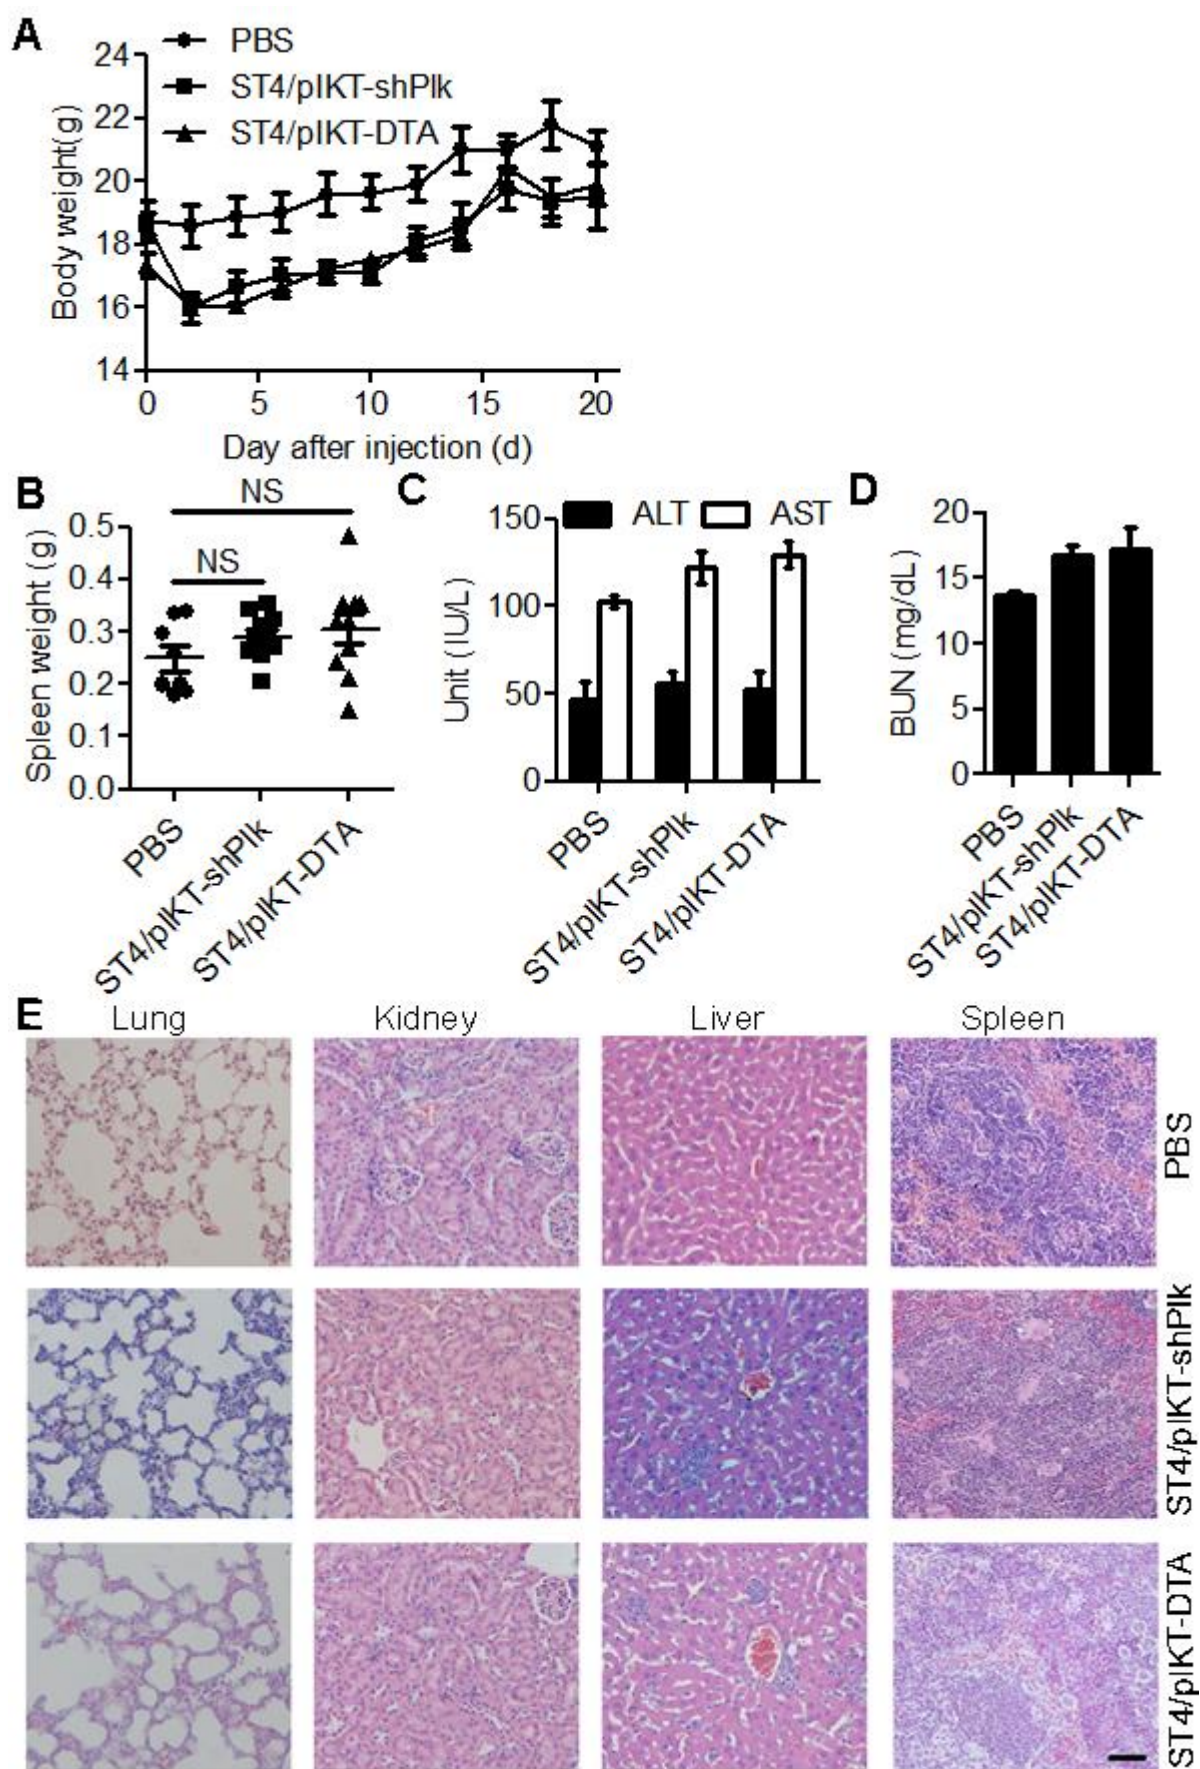 A
PBS
ST4/pIKT-shPlk
ST4/pIKT-DTA
24
22
20
18
16
14
Body weight(g)
0 5 10 15 20
Day after injection (d)
B
NS
NS
0.5
0.4
0.3
0.2
0.1
0.0
Spleen weight (g)
PBS
ST4/pIKT-shPlk
ST4/pIKT-DTA
C
ALT AST
150
100
50
0
Unit (IU/L)
PBS
ST4/pIKT-shPlk
ST4/pIKT-DTA
D
20
15
10
5
0
BUN (mg/dL)
PBS
ST4/pIKT-shPlk
ST4/pIKT-DTA
E
Lung Kidney Liver Spleen
PBS
ST4/pIKT-shPlk
ST4/pIKT-DTA